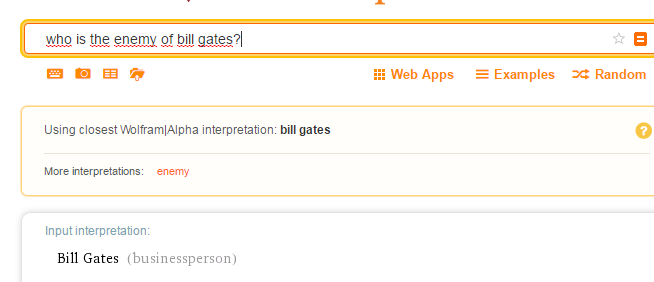 who is the enemy of bill gates?
Web Apps Examples Random
Using closest Wolfram|Alpha interpretation: bill gates ?
More interpretations: enemy
Input interpretation:
Bill Gates (businessperson)